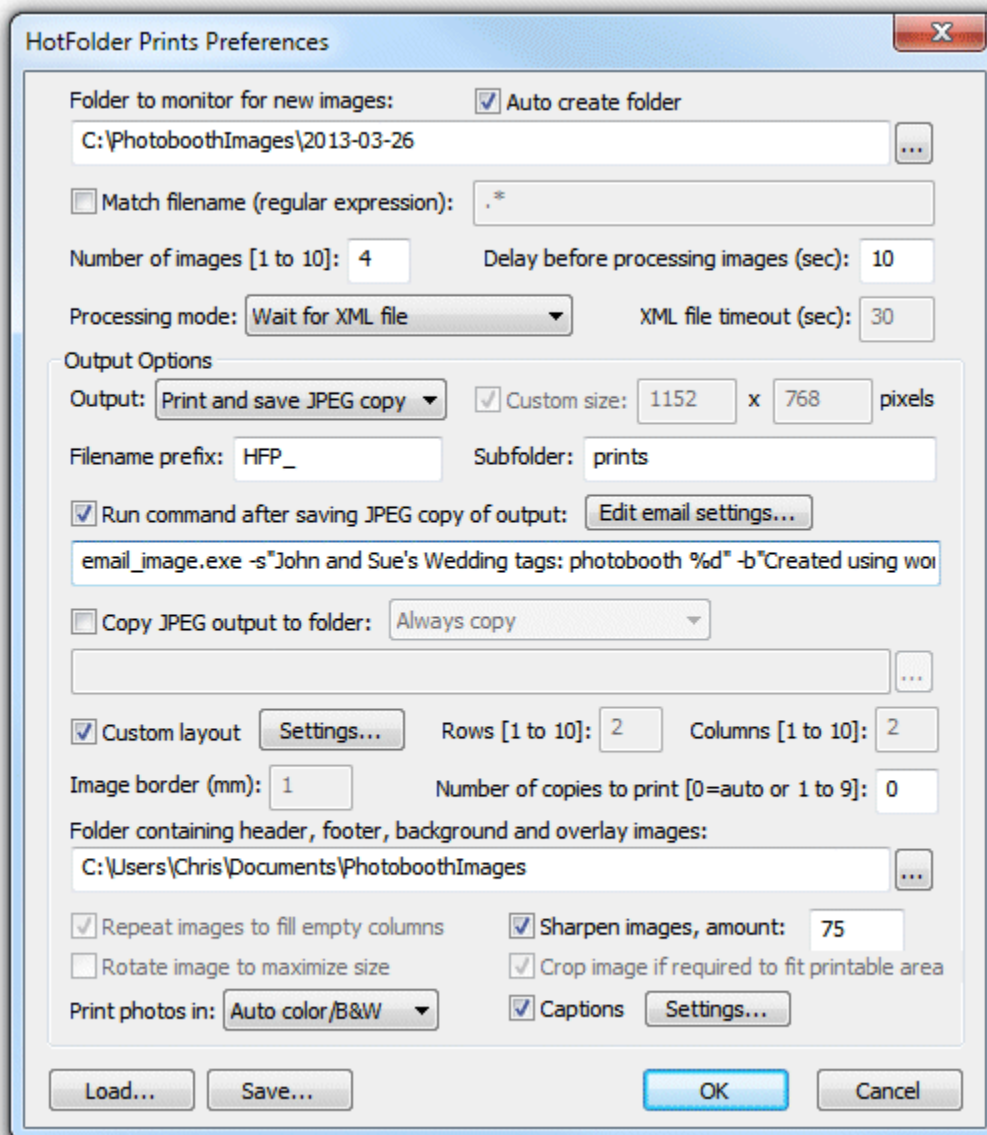 HotFolder Prints Preferences
Folder to monitor for new images: Auto create folder
C:\PhotoboothImages\2013-03-26 ...
Match filename (regular expression): .*
Number of images [1 to 10]: 4 Delay before processing images (sec): 10
Processing mode: Wait for XML file XML file timeout (sec): 30
Output Options
Output: Print and save JPEG copy Custom size: 1152 x 768 pixels
Filename prefix: HFP_ Subfolder: prints
Run command after saving JPEG copy of output: Edit email settings...
email_image.exe -s"John and Sue's Wedding tags: photobooth %d" -b"Created using
Copy JPEG output to folder: Always copy
...
Custom layout Settings... Rows [1 to 10]: 2 Columns [1 to 10]: 2
Image border (mm): 1 Number of copies to print [0=auto or 1 to 9]: 0
Folder containing header, footer, background and overlay images:
C:\Users\Chris\Documents\PhotoboothImages ...
Repeat images to fill empty columns Sharpen images, amount: 75
Rotate image to maximize size Crop image if required to fit printable area
Print photos in: Auto color/B&W Captions Settings...
Load... Save... OK Cancel